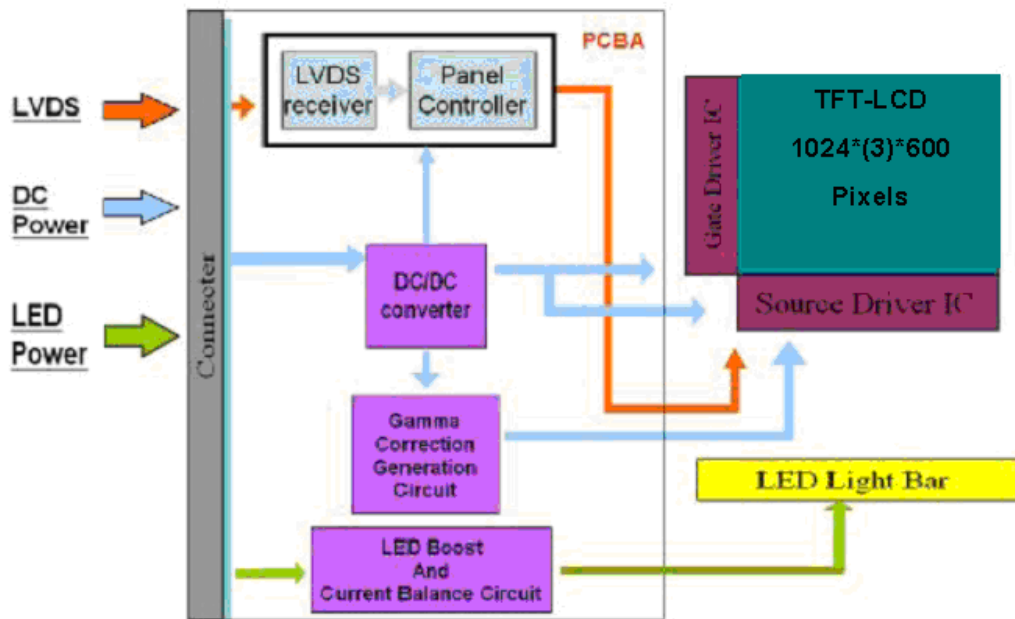 LVDS
DC
Power
LED
Power
Connecter
PCBA
LVDS
receiver
Panel
Controller
DC/DC
converter
Gamma
Correction
Generation
Circuit
LED Boost
And
Current Balance Circuit
Gate Driver IC
TFT-LCD
1024*(3)*600
Pixels
Source Driver IC
LED Light Bar